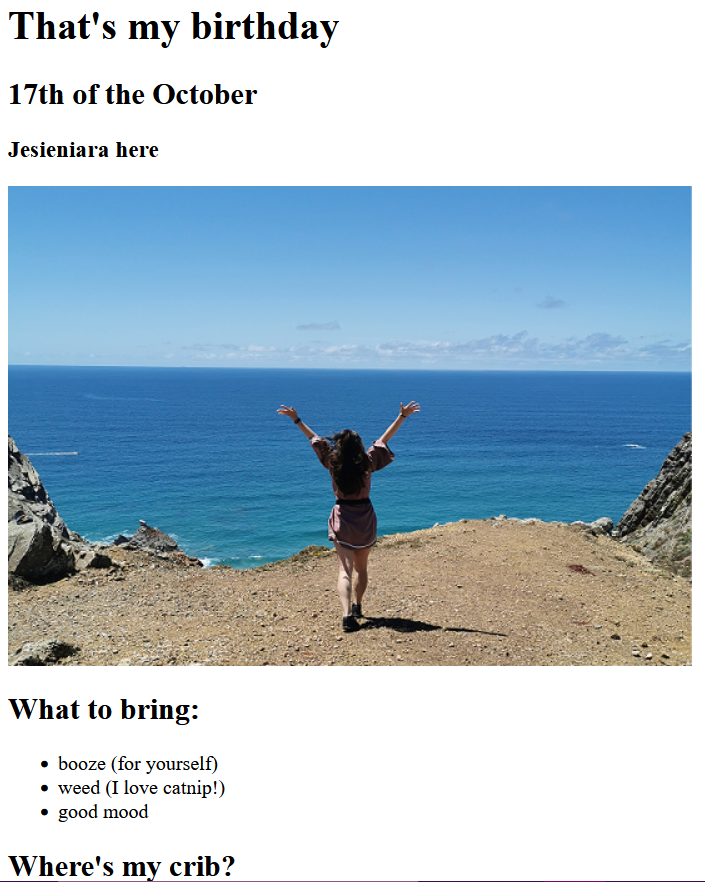 That's my birthday
17th of the October
Jesieniara here
What to bring:
booze (for yourself)
weed (I love catnip!)
good mood
Where's my crib?